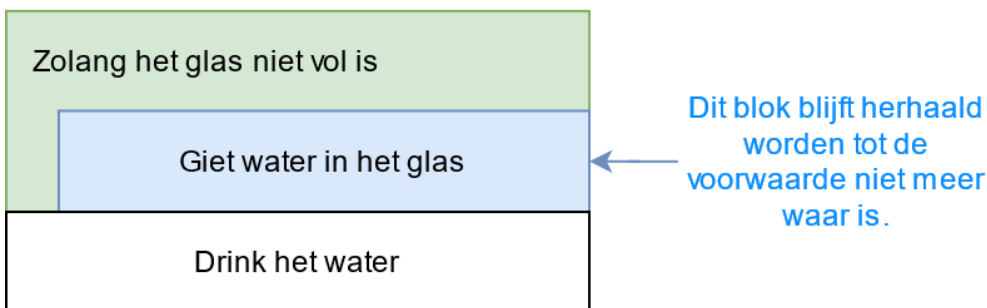 Zolang het glas niet vol is
Giet water in het glas
Dit blok blijft herhaald
worden tot de
voorwaarde niet meer
waar is.
Drink het water